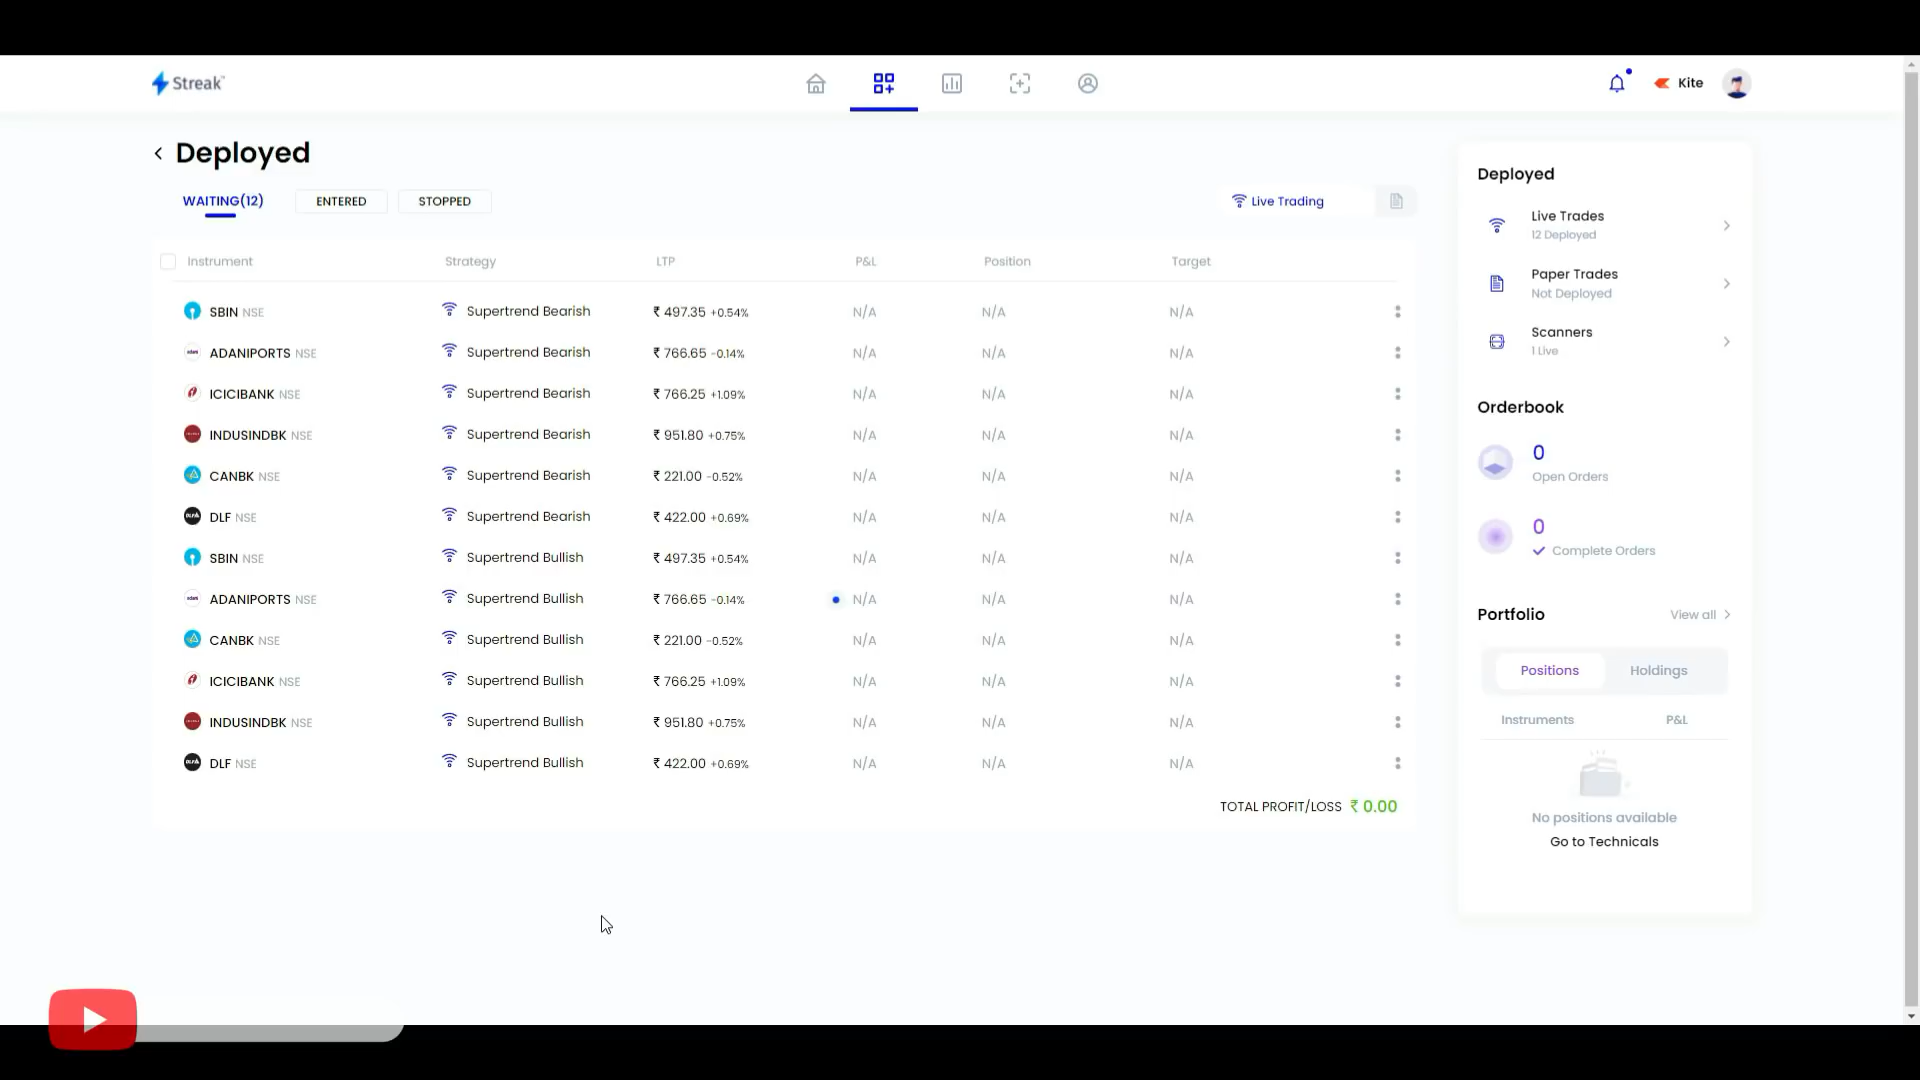 Streak™
Kite
Deployed
WAITING(12) ENTERED STOPPED Live Trading
Instrument Strategy LTP P&L Position Target
SBIN NSE Supertrend Bearish ₹ 497.35 +0.54% N/A N/A N/A
ADANIPORTS NSE Supertrend Bearish ₹ 766.65 -0.14% N/A N/A N/A
ICICIBANK NSE Supertrend Bearish ₹ 766.25 +1.09% N/A N/A N/A
INDUSINDBK NSE Supertrend Bearish ₹ 951.80 +0.75% N/A N/A N/A
CANBK NSE Supertrend Bearish ₹ 221.00 -0.52% N/A N/A N/A
DLF NSE Supertrend Bearish ₹ 422.00 +0.69% N/A N/A N/A
SBIN NSE Supertrend Bullish ₹ 497.35 +0.54% N/A N/A N/A
ADANIPORTS NSE Supertrend Bullish ₹ 766.65 -0.14% N/A N/A N/A
CANBK NSE Supertrend Bullish ₹ 221.00 -0.52% N/A N/A N/A
ICICIBANK NSE Supertrend Bullish ₹ 766.25 +1.09% N/A N/A N/A
INDUSINDBK NSE Supertrend Bullish ₹ 951.80 +0.75% N/A N/A N/A
DLF NSE Supertrend Bullish ₹ 422.00 +0.69% N/A N/A N/A
TOTAL PROFIT/LOSS ₹ 0.00
Deployed
Live Trades
12 Deployed
Paper Trades
Not Deployed
Scanners
1 Live
Orderbook
0
Open Orders
0
Complete Orders
Portfolio View all
Positions Holdings
Instruments P&L
No positions available
Go to Technicals